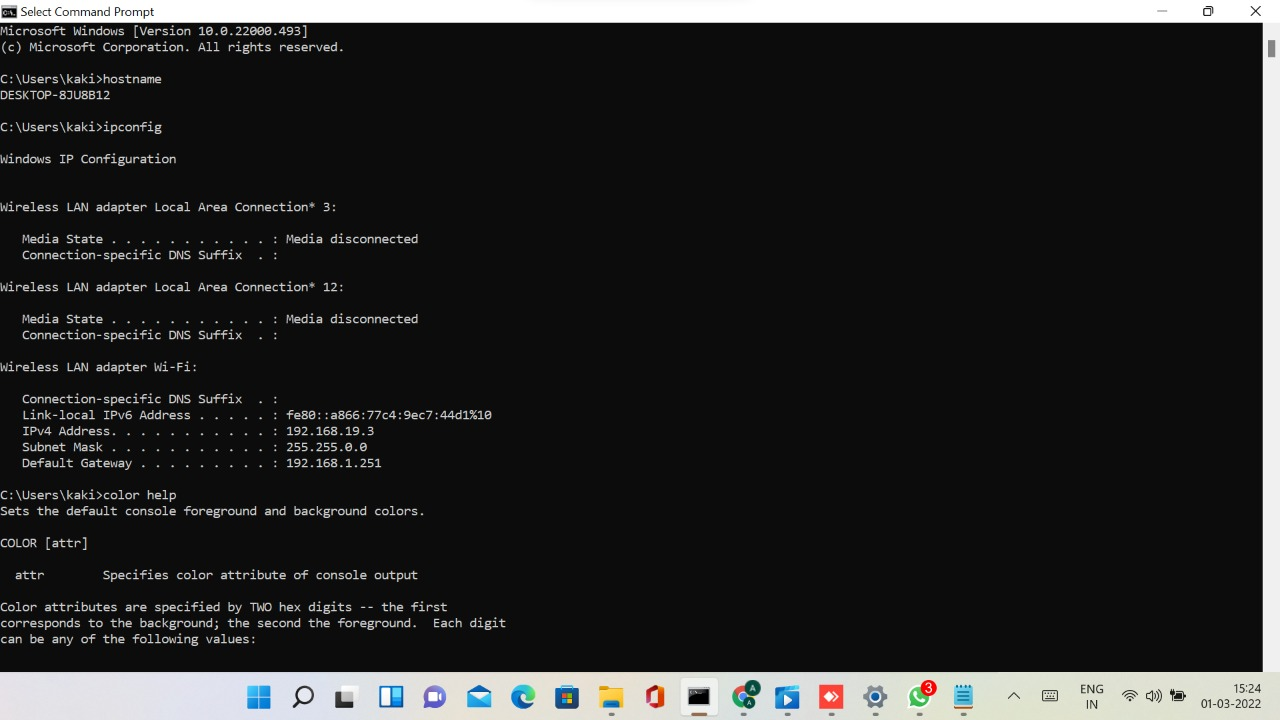 Select Command Prompt
Microsoft Windows [Version 10.0.22000.493]
(c) Microsoft Corporation. All rights reserved.
C:\Users\kaki>hostname
DESKTOP-8JU8B12
C:\Users\kaki>ipconfig
Windows IP Configuration
Wireless LAN adapter Local Area Connection* 3:
   Media State . . . . . . . . . . . : Media disconnected
   Connection-specific DNS Suffix  . :
Wireless LAN adapter Local Area Connection* 12:
   Media State . . . . . . . . . . . : Media disconnected
   Connection-specific DNS Suffix  . :
Wireless LAN adapter Wi-Fi:
   Connection-specific DNS Suffix  . :
   Link-local IPv6 Address . . . . . : fe80::a866:77c4:9ec7:44d1%10
   IPv4 Address. . . . . . . . . . . : 192.168.19.3
   Subnet Mask . . . . . . . . . . . : 255.255.0.0
   Default Gateway . . . . . . . . . : 192.168.1.251
C:\Users\kaki>color help
Sets the default console foreground and background colors.
COLOR [attr]
  attr        Specifies color attribute of console output
Color attributes are specified by TWO hex digits -- the first
corresponds to the background; the second the foreground.  Each digit
can be any of the following values:
A
A
3
ENG
IN
15:24
01-03-2022